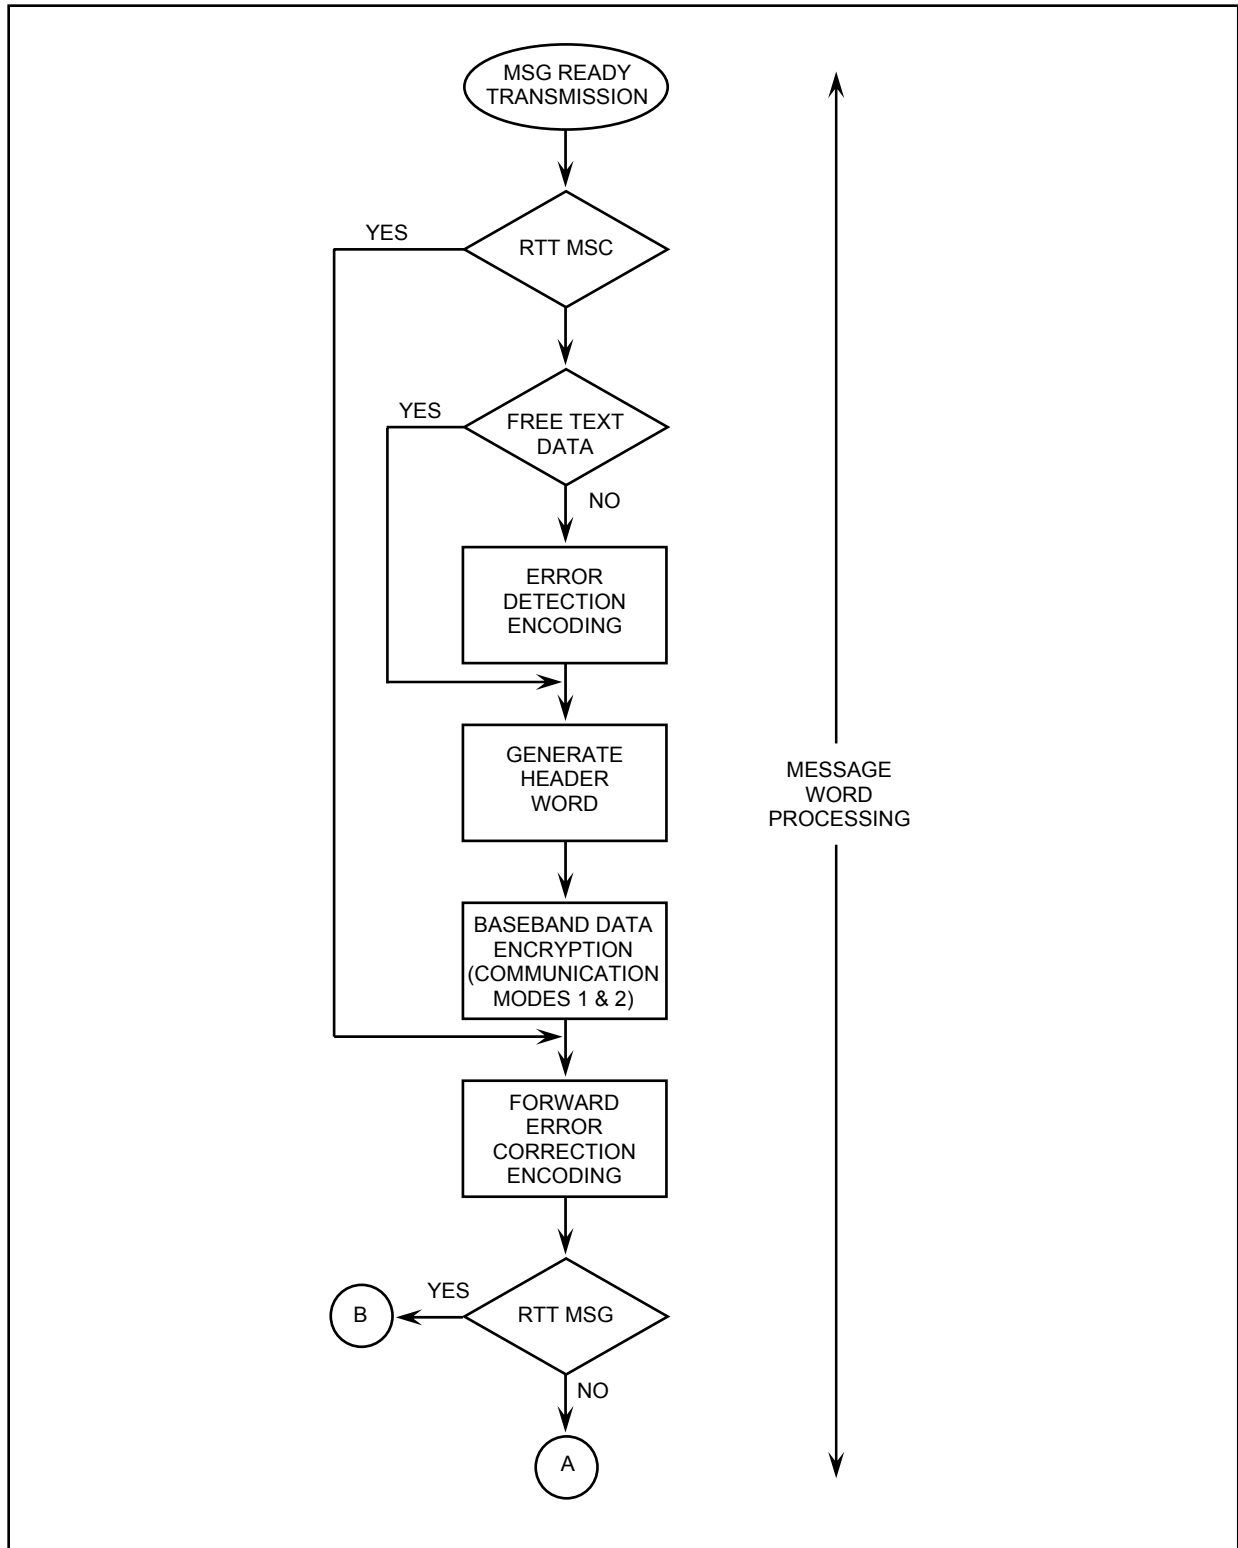 MSG READY
TRANSMISSION
YES
RTT MSC
YES
FREE TEXT
DATA
NO
ERROR
DETECTION
ENCODING
GENERATE
HEADER
WORD
MESSAGE
WORD
PROCESSING
BASEBAND DATA
ENCRYPTION
(COMMUNICATION
MODES 1 & 2)
FORWARD
ERROR
CORRECTION
ENCODING
YES
B
RTT MSG
NO
A